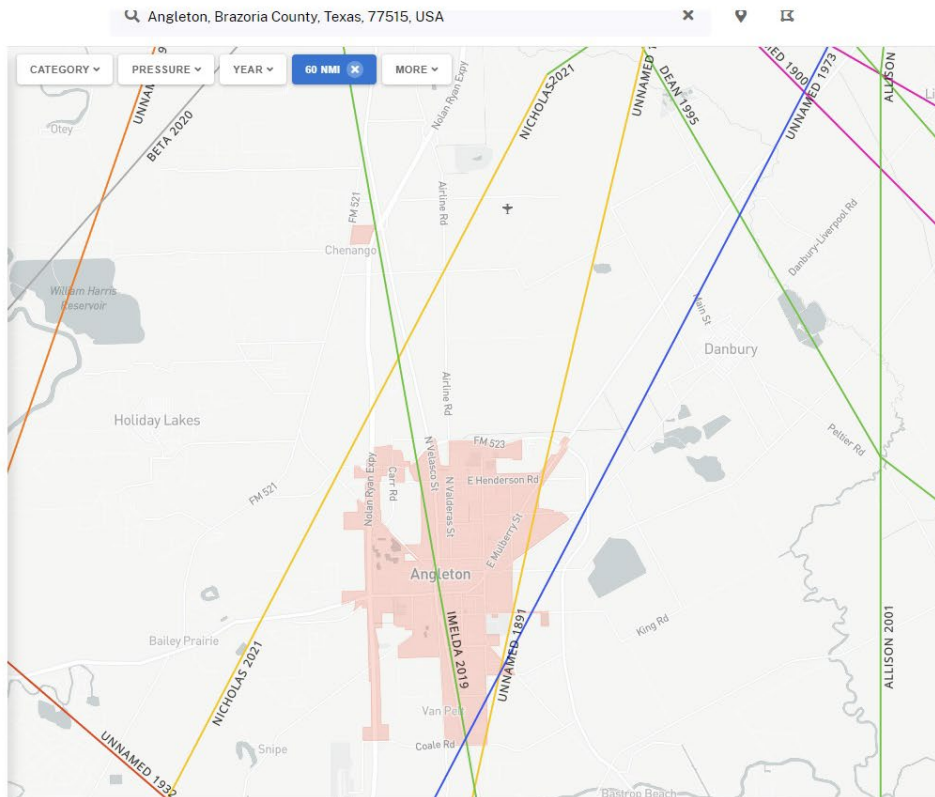 Angleton, Brazoria County, Texas, 77515, USA
CATEGORY
PRESSURE
YEAR
60 NMI
MORE
BETA 2020
NICHOLAS 2021
DEAN 1995
UNNAMED 1973
ALLISON
Otey
Nolan Ryan Expy
FM 521
Airline Rd
Chenango
William Harris
Reservoir
Danbury-Liverpool Rd
Main St
Danbury
Airline Rd
Holiday Lakes
FM 523
N Velasco St
Peltier Rd
FM 521
Nolan Ryan Expy
Carr Rd
N Valderas St
E Henderson Rd
E Mulberry St
Angleton
IMELDA 2019
UNNAMED 1891
King Rd
ALLISON 2001
Bailey Prairie
NICHOLAS 2021
Van Pelt
Coale Rd
Snipe
UNNAMED 1932
Bastrop Beach